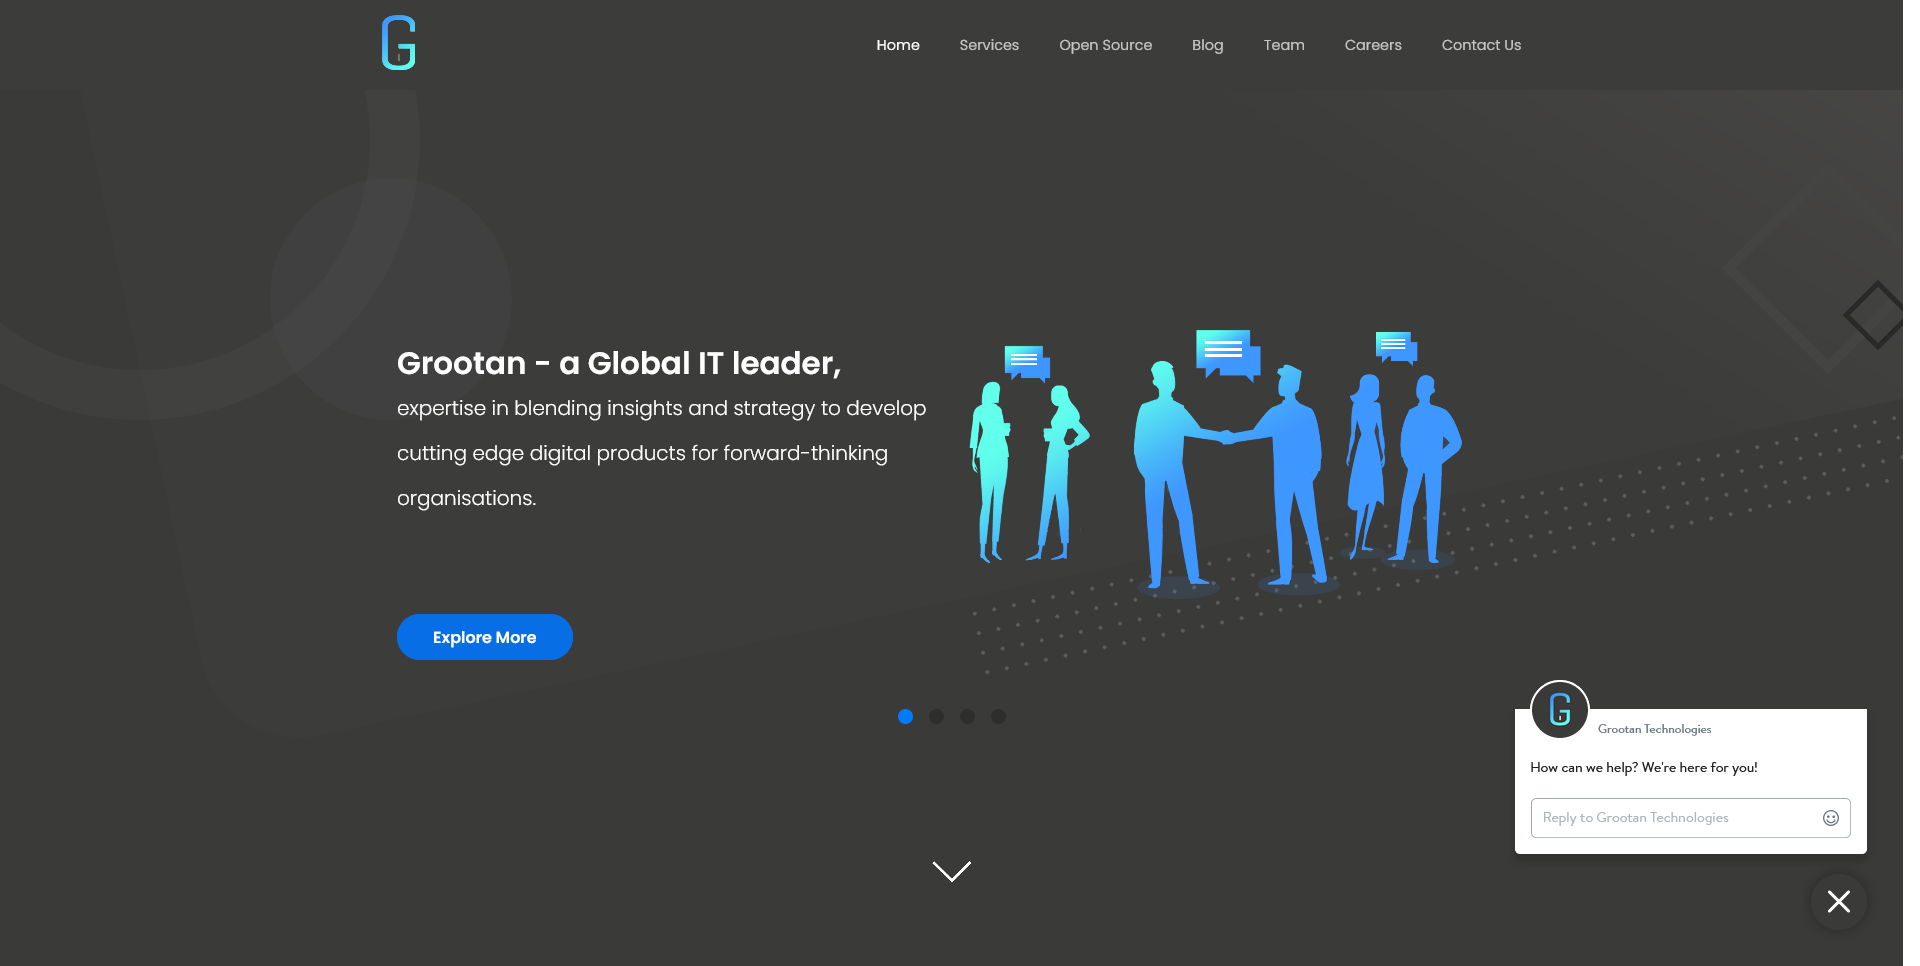 G
Home Services Open Source Blog Team Careers Contact Us
Grootan - a Global IT leader,
expertise in blending insights and strategy to develop
cutting edge digital products for forward-thinking
organisations.
Explore More
G
Grootan Technologies
How can we help? We're here for you!
Reply to Grootan Technologies